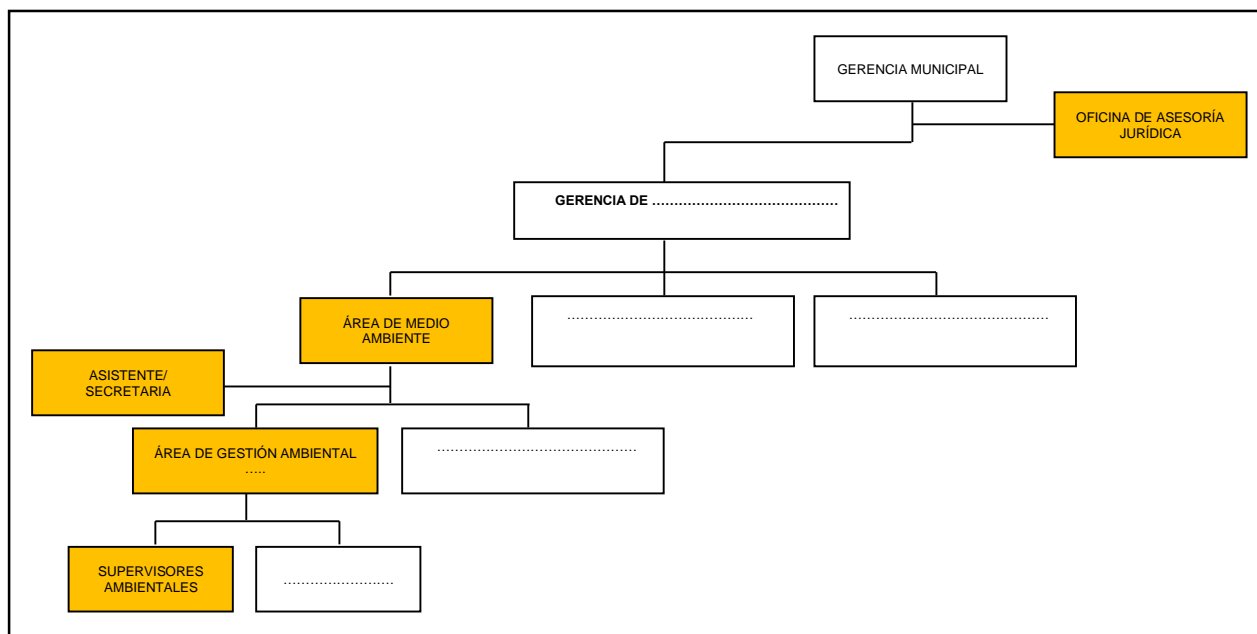 GERENCIA MUNICIPAL
OFICINA DE ASESORÍA
JURÍDICA
GERENCIA DE ……………………………………
ÁREA DE MEDIO
AMBIENTE
……………………………………
………………………………………
ASISTENTE/
SECRETARIA
ÁREA DE GESTIÓN AMBIENTAL
…..
………………………………………
SUPERVISORES
AMBIENTALES
…………………….